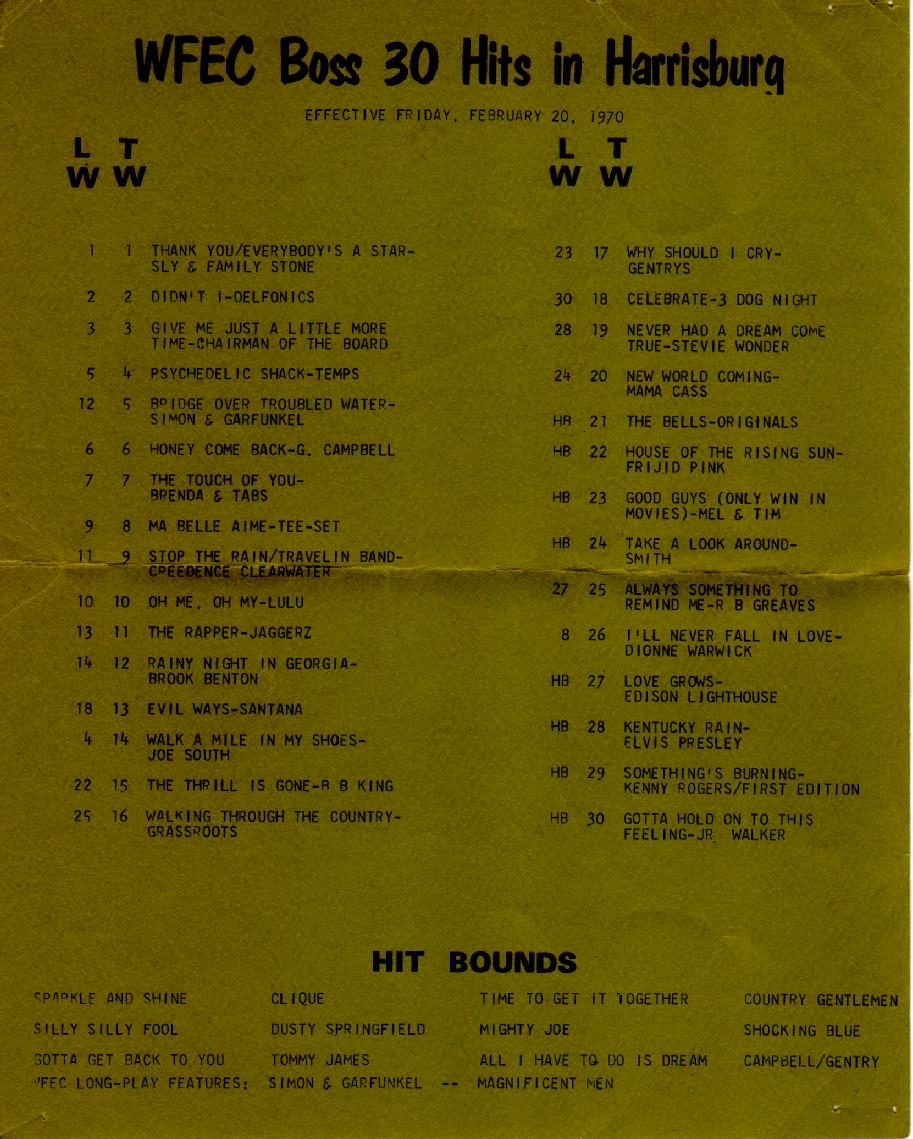 WFEC Boss 30 Hits in Harrisburg
EFFECTIVE FRIDAY, FEBRUARY 20, 1970
L T
W W
1 1 THANK YOU/EVERYBODY'S A STAR-
SLY & FAMILY STONE
2 2 DIDN'T I-DELFONICS
3 3 GIVE ME JUST A LITTLE MORE
TIME-CHAIRMAN OF THE BOARD
5 4 PSYCHEDELIC SHACK-TEMPS
12 5 BRIDGE OVER TROUBLED WATER-
SIMON & GARFUNKEL
6 6 HONEY COME BACK-G. CAMPBELL
7 7 THE TOUCH OF YOU-
BRENDA & TABS
9 8 MA BELLE AIME-TEE-SET
11 9 STOP THE RAIN/TRAVELIN BAND-
CREEDENCE CLEARWATER
10 10 OH ME, OH MY-LULU
13 11 THE RAPPER-JAGGERZ
14 12 RAINY NIGHT IN GEORGIA-
BROOK BENTON
18 13 EVIL WAYS-SANTANA
4 14 WALK A MILE IN MY SHOES-
JOE SOUTH
22 15 THE THRILL IS GONE-B B KING
25 16 WALKING THROUGH THE COUNTRY-
GRASSROOTS
L T
W W
23 17 WHY SHOULD I CRY-
GENTRYS
30 18 CELEBRATE-3 DOG NIGHT
28 19 NEVER HAD A DREAM COME
TRUE-STEVIE WONDER
24 20 NEW WORLD COMING-
MAMA CASS
HB 21 THE BELLS-ORIGINALS
HB 22 HOUSE OF THE RISING SUN-
FRIJID PINK
HB 23 GOOD GUYS (ONLY WIN IN
MOVIES)-MEL & TIM
HB 24 TAKE A LOOK AROUND-
SMITH
27 25 ALWAYS SOMETHING TO
REMIND ME-R B GREAVES
8 26 I'LL NEVER FALL IN LOVE-
DIONNE WARWICK
HB 27 LOVE GROWS-
EDISON LIGHTHOUSE
HB 28 KENTUCKY RAIN-
ELVIS PRESLEY
HB 29 SOMETHING'S BURNING-
KENNY ROGERS/FIRST EDITION
HB 30 GOTTA HOLD ON TO THIS
FEELING-JR. WALKER
HIT BOUNDS
SPARKLE AND SHINE CLIQUE TIME TO GET IT TOGETHER COUNTRY GENTLEMEN
SILLY SILLY FOOL DUSTY SPRINGFIELD MIGHTY JOE SHOCKING BLUE
GOTTA GET BACK TO YOU TOMMY JAMES ALL I HAVE TO DO IS DREAM CAMPBELL/GENTRY
WFEC LONG-PLAY FEATURES: SIMON & GARFUNKEL -- MAGNIFICENT MEN